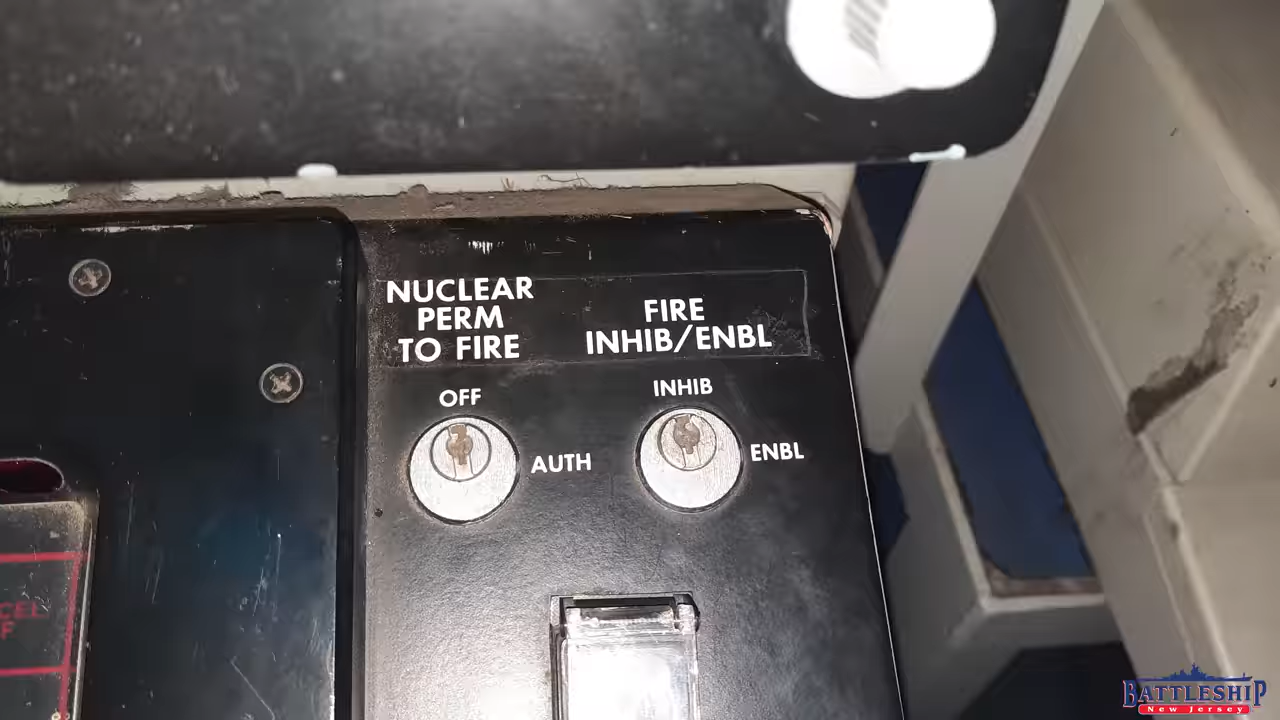 NUCLEAR
PERM
TO FIRE
FIRE
INHIB/ENBL
OFF
AUTH
INHIB
ENBL
BATTLESHIP
New Jersey